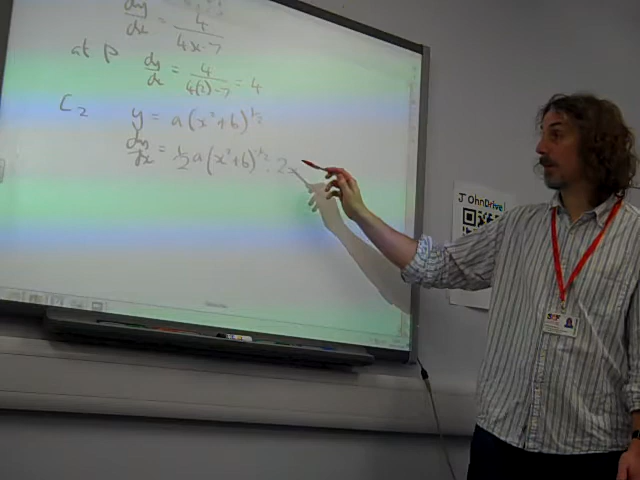 dy/dx = 4/(4x-7)
at P dy/dx = 4/(4(2)-7) = 4
C₂ y = a(x²+b)^½
dy/dx = ½a(x²+b)^-½ . 2x
JOhnDrive